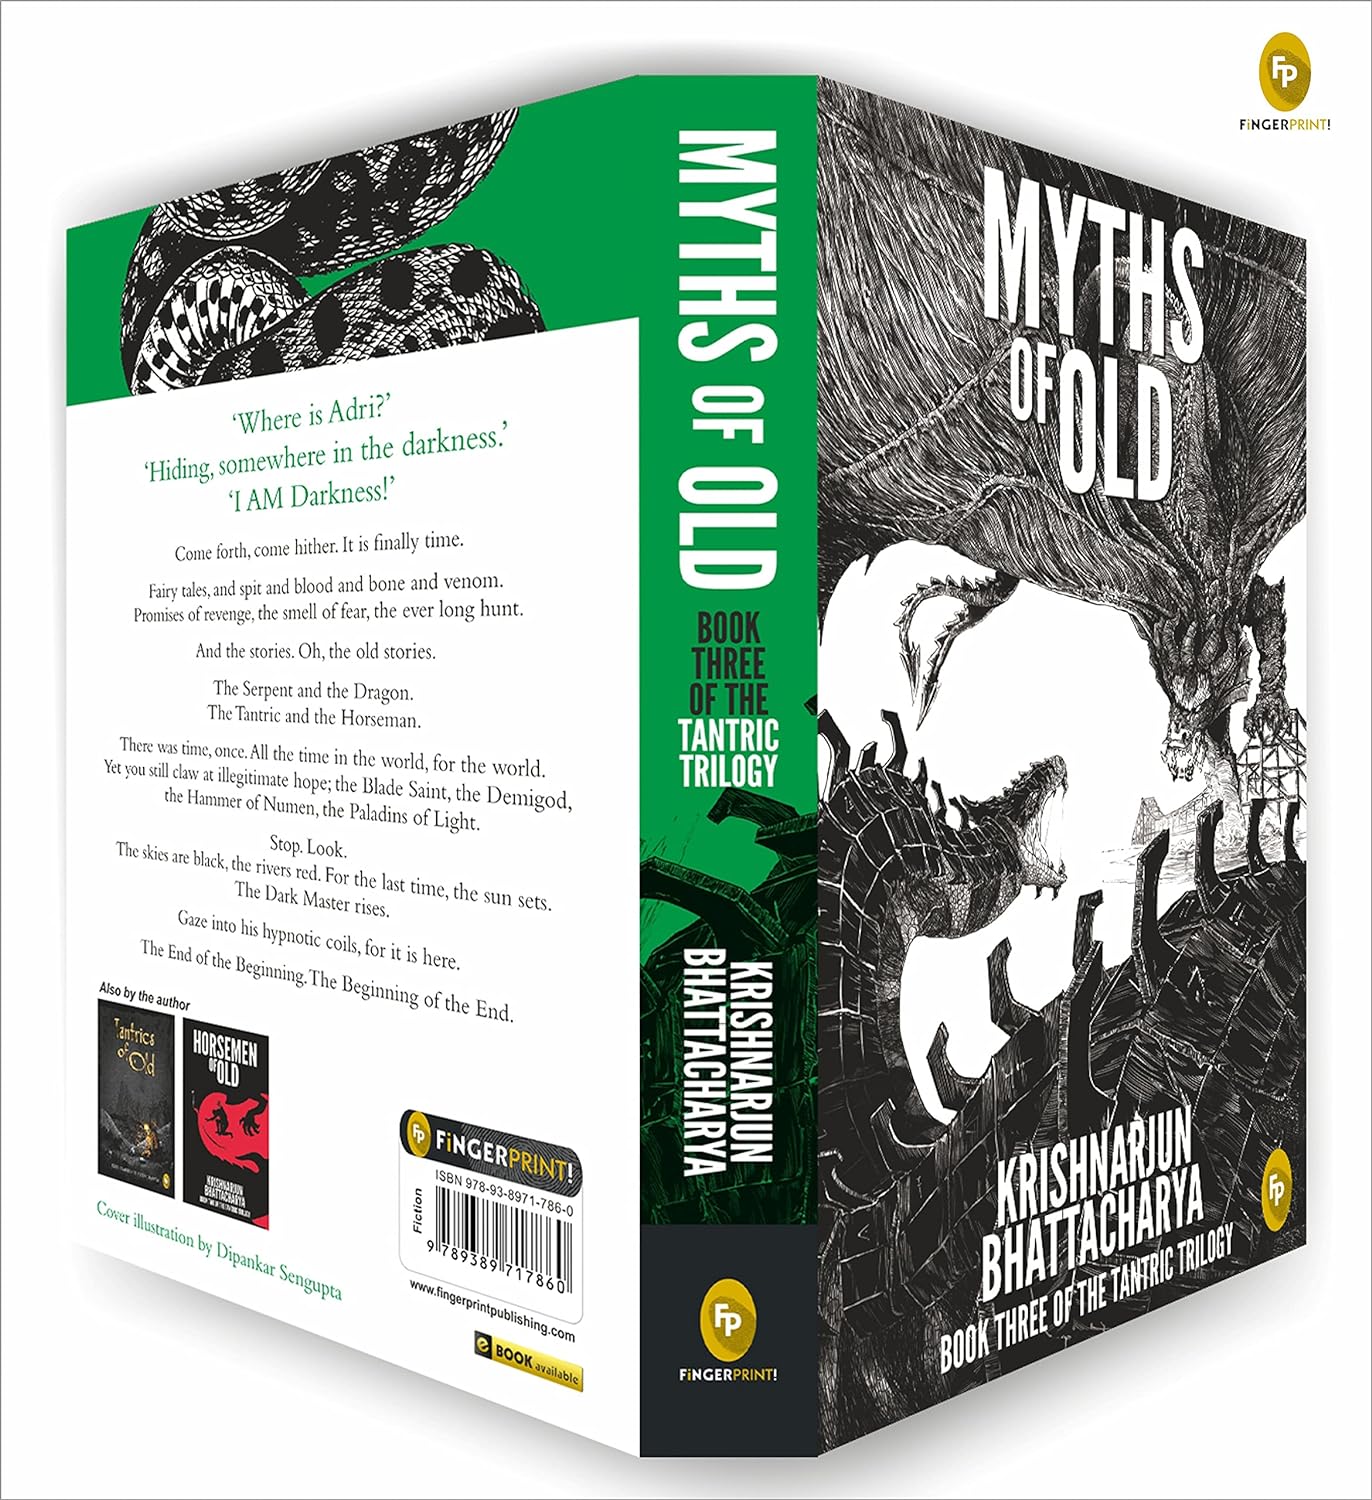 FP
FiNGERPRINT!
'Where is Adri?'
'Hiding, somewhere in the darkness.'
'I AM Darkness!'
Come forth, come hither. It is finally time.
Fairy tales, and spit and blood and bone and venom.
Promises of revenge, the smell of fear, the ever long hunt.
And the stories. Oh, the old stories.
The Serpent and the Dragon.
The Tantric and the Horseman.
There was time, once. All the time in the world, for the world.
Yet you still claw at illegitimate hope; the Blade Saint, the Demigod,
the Hammer of Numen, the Paladins of Light.
Stop. Look.
The skies are black, the rivers red. For the last time, the sun sets.
The Dark Master rises.
Gaze into his hypnotic coils, for it is here.
The End of the Beginning. The Beginning of the End.
Also by the author
Tantrics
of
Old
HORSEMEN
OF OLD
KRISHNARJUN
BHATTACHARYA
Cover illustration by Dipankar Sengupta
FP FiNGERPRINT!
ISBN 978-93-8971-786-0
Fiction
9 789389 717860
www.fingerprintpublishing.com
e BOOK available
MYTHS OF OLD
BOOK
THREE
OF THE
TANTRIC
TRILOGY
KRISHNARJUN
BHATTACHARYA
FP
FiNGERPRINT!
MYTHS
OF OLD
KRISHNARJUN
BHATTACHARYA
BOOK THREE OF THE TANTRIC TRILOGY
FP